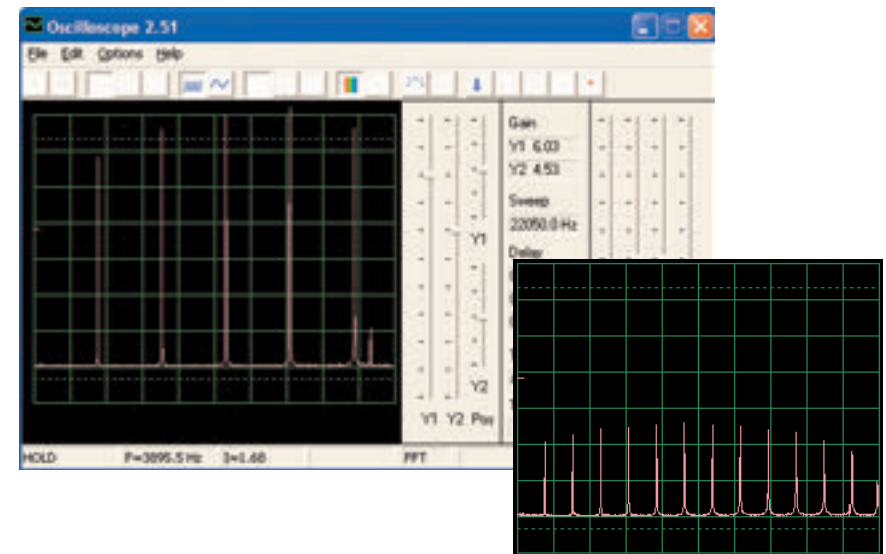 Oscilloscope 2.51
File Edit Options Help
Gain
Y1 6.03
Y2 4.53
Sweep
22050.0 Hz
Y1
Delay
Y2
Y1 Y2 Pos
HOLD F=3895.5 Hz FFT